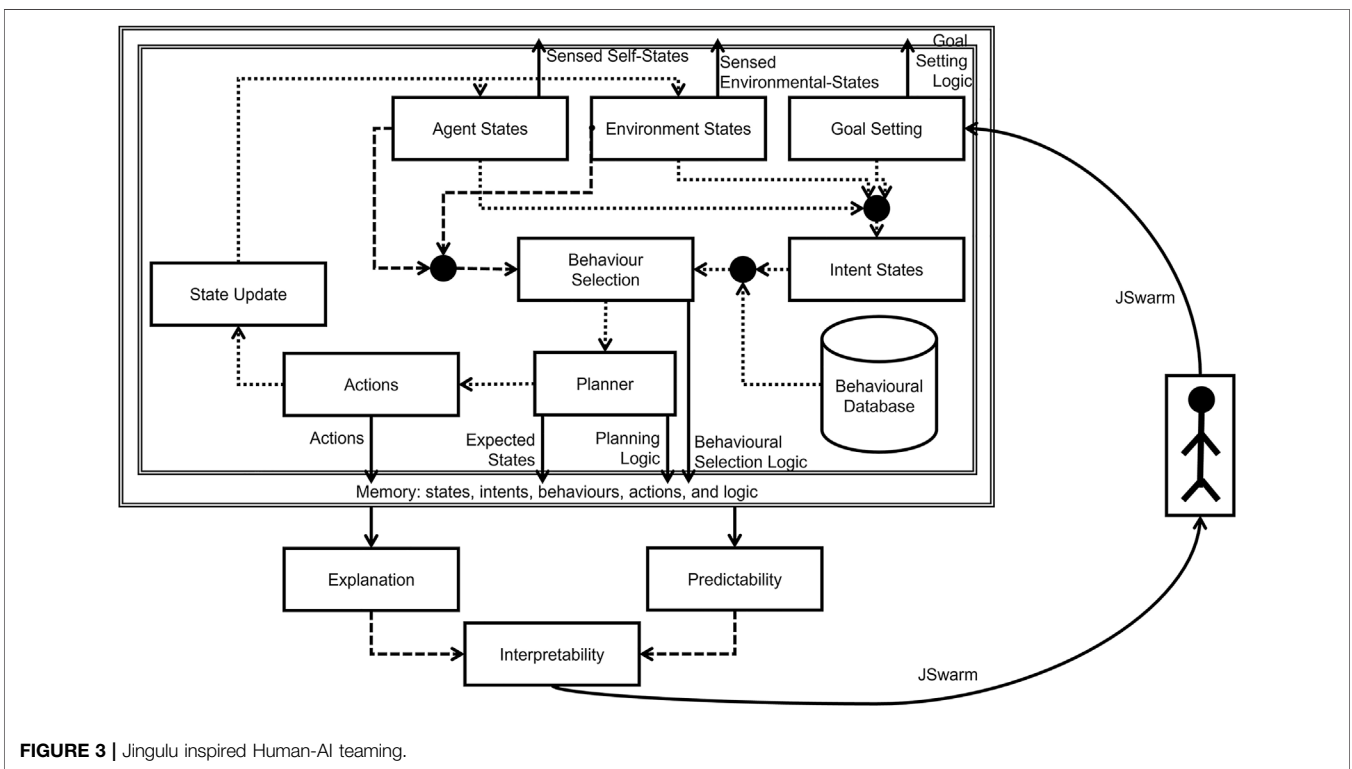 Goal
Sensed Self-States
Setting
Sensed
Logic
Environmental-States
Agent States
Environment States
Goal Setting
Behaviour
Selection
Intent States
State Update
JSwarm
Actions
Planner
Behavioural
Database
Actions
Expected
States
Planning
Logic
Behavioural
Selection Logic
Memory: states, intents, behaviours, actions, and logic
Explanation
Predictability
Interpretability
JSwarm
FIGURE 3 | Jingulu inspired Human-AI teaming.